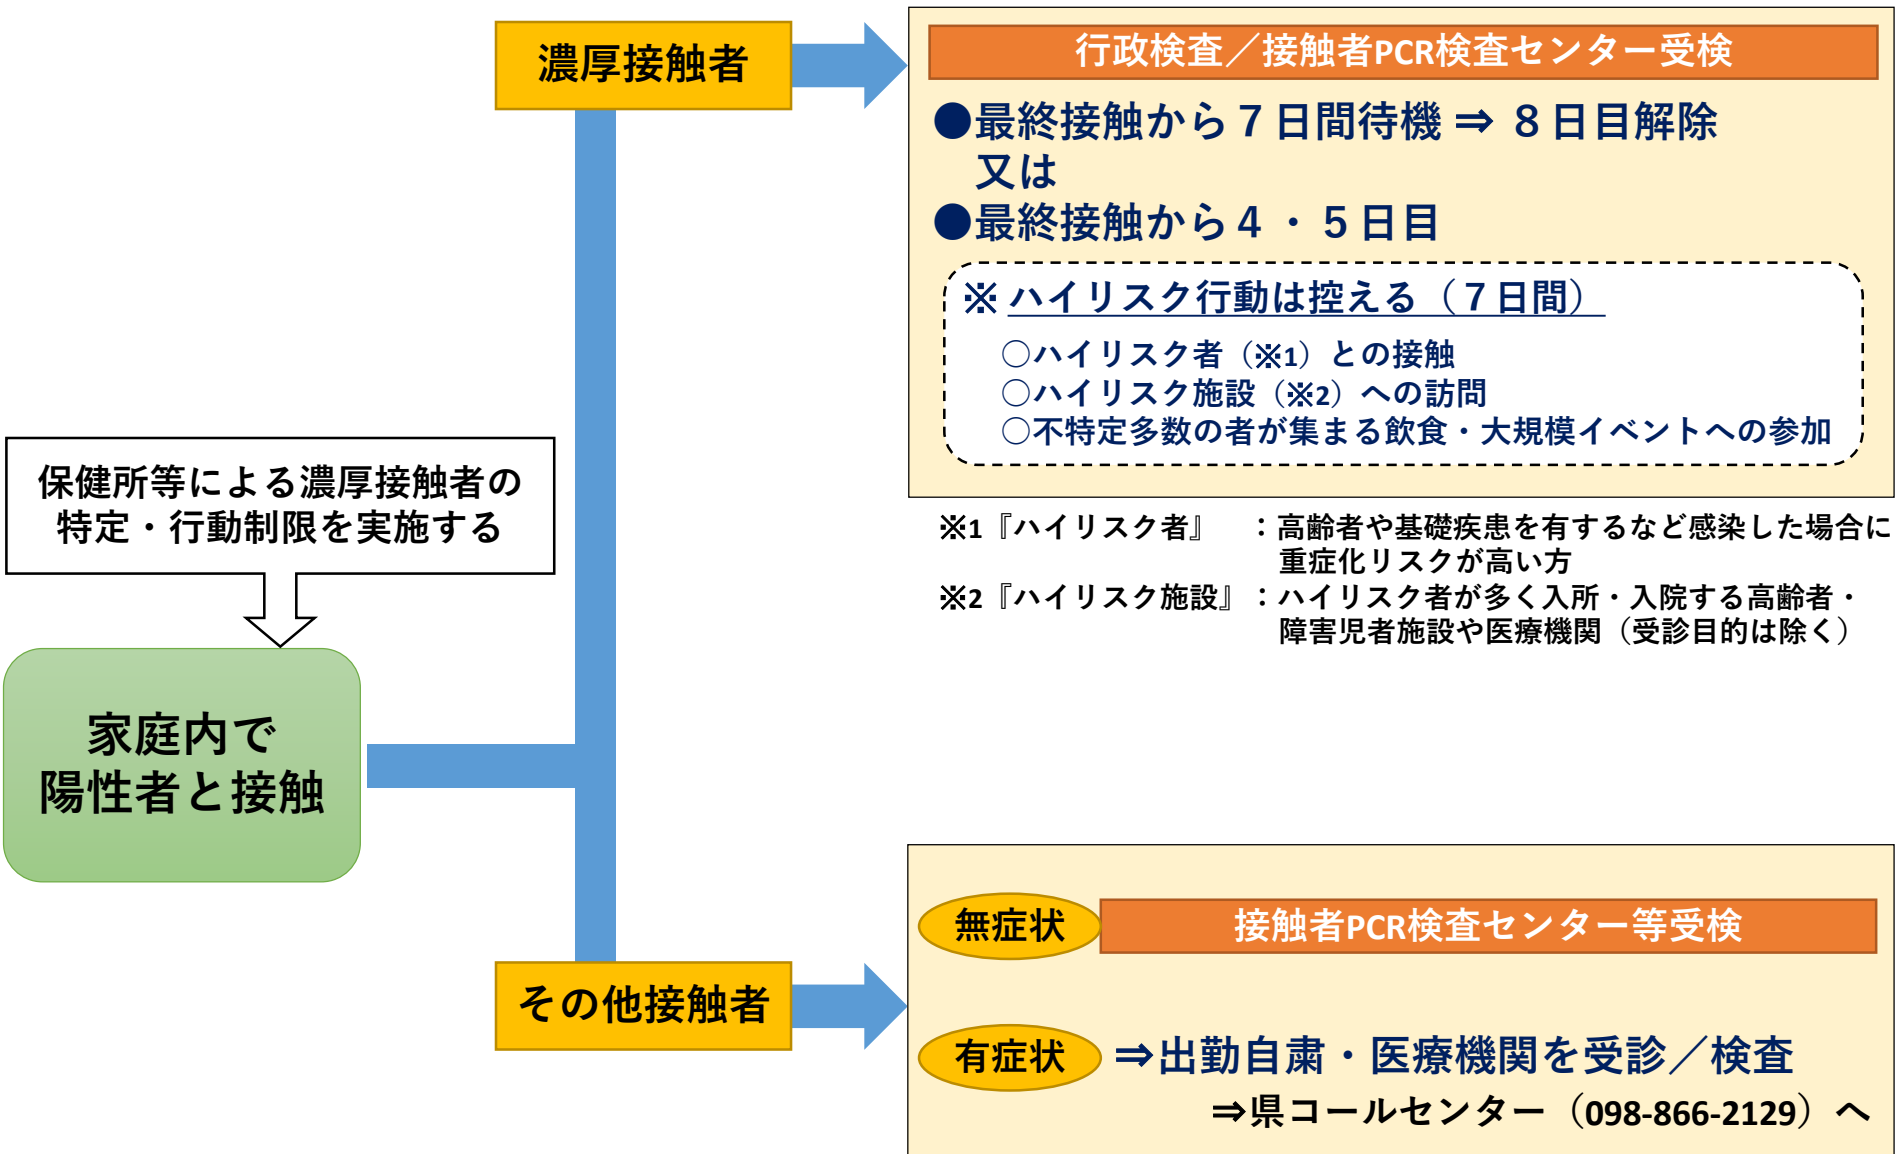 濃厚接触者
行政検査／接触者PCR検査センター受検
●最終接触から７日間待機 ⇒ ８日目解除
又は
●最終接触から４・５日目
※ ハイリスク行動は控える（７日間）
○ハイリスク者（※1）との接触
○ハイリスク施設（※2）への訪問
○不特定多数の者が集まる飲食・大規模イベントへの参加
※1『ハイリスク者』　：高齢者や基礎疾患を有するなど感染した場合に
重症化リスクが高い方
※2『ハイリスク施設』：ハイリスク者が多く入所・入院する高齢者・
障害児者施設や医療機関（受診目的は除く）
保健所等による濃厚接触者の
特定・行動制限を実施する
家庭内で
陽性者と接触
その他接触者
無症状
接触者PCR検査センター等受検
有症状
⇒出勤自粛・医療機関を受診／検査
⇒県コールセンター（098-866-2129）へ